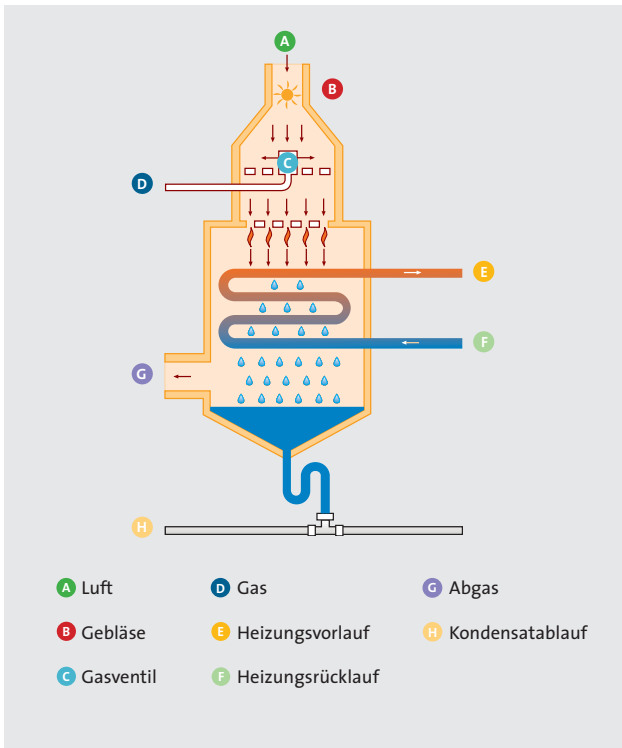 A
B
C
D
E
F
G
H
A Luft
D Gas
G Abgas
B Gebläse
E Heizungsvorlauf
H Kondensatablauf
C Gasventil
F Heizungsrücklauf